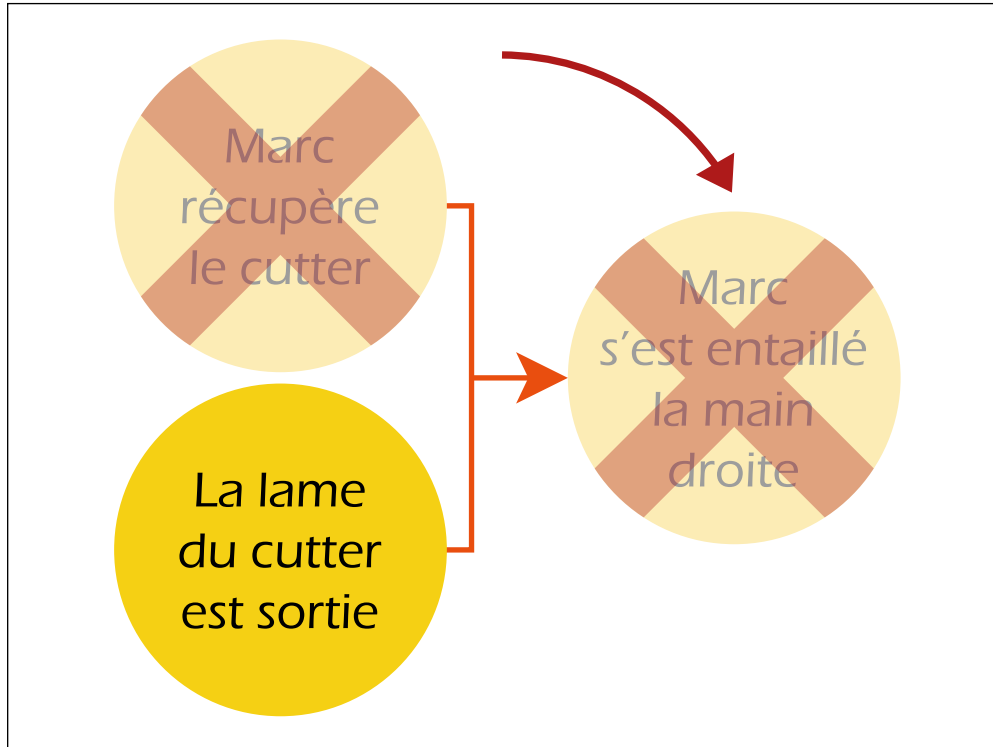 Marc
récupère
le cutter
La lame
du cutter
est sortie
Marc
s’est entaillé
la main
droite